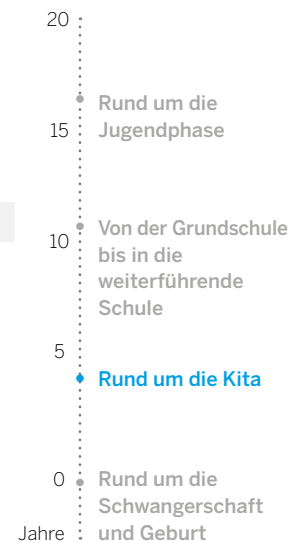 20
Rund um die
15 Jugendphase
Von der Grundschule
10
bis in die
weiterführende
Schule
5
Rund um die Kita
0 Rund um die
Schwangerschaft
Jahre und Geburt